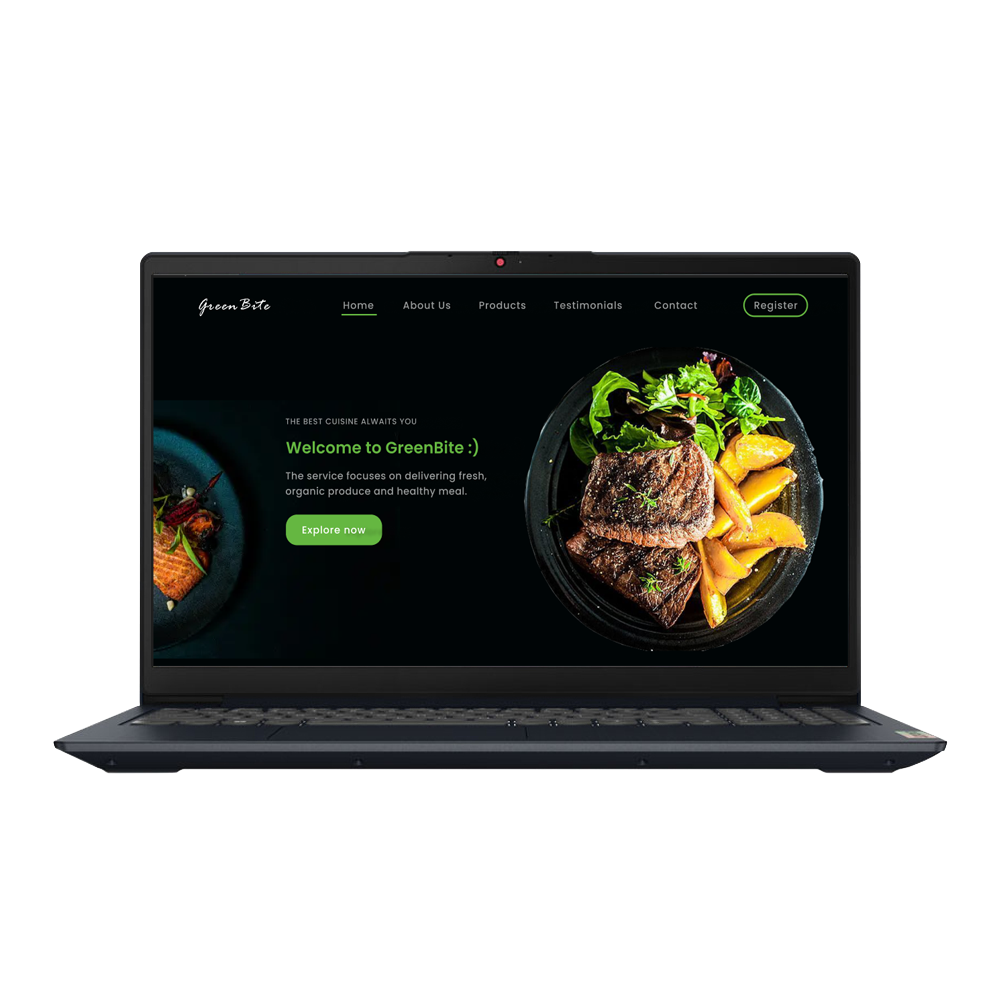 Green Bite
Home
About Us
Products
Testimonials
Contact
Register
THE BEST CUISINE ALWAITS YOU
Welcome to GreenBite :)
The service focuses on delivering fresh,
organic produce and healthy meal.
Explore now